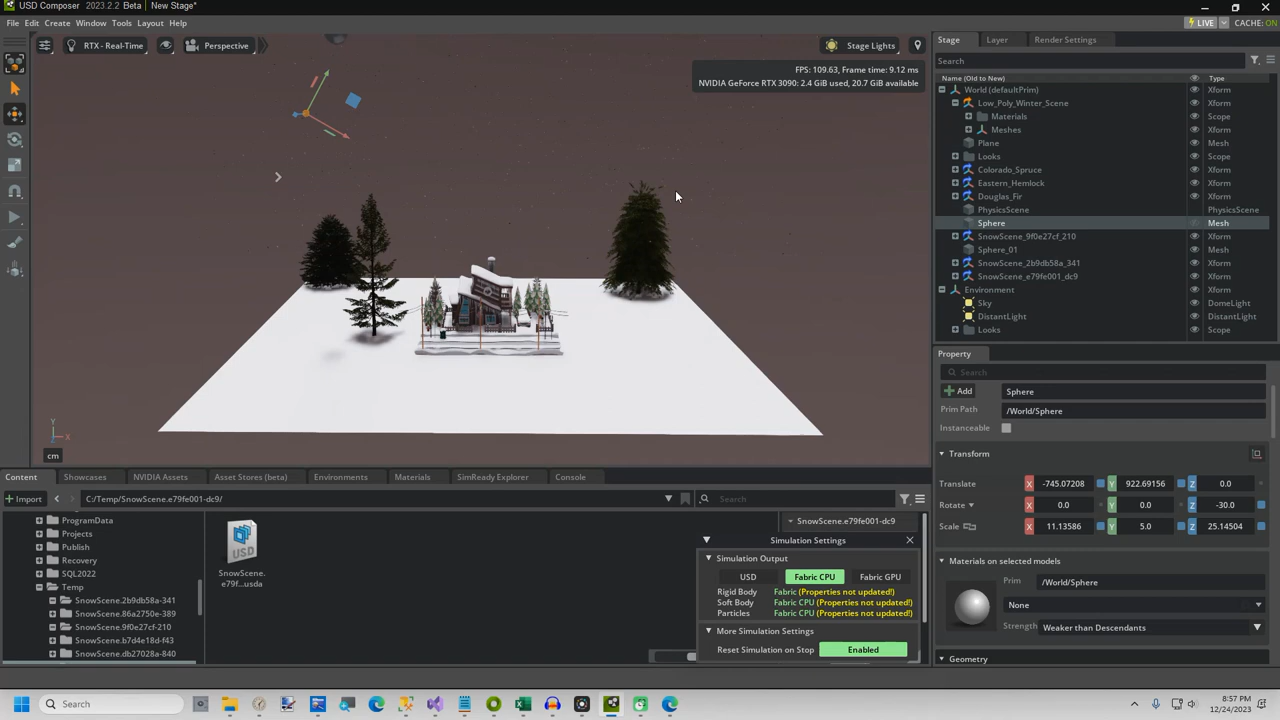 USD Composer 2023.2.2 Beta New Stage*
File Edit Create Window Tools Layout Help
LIVE CACHE: ON
RTX - Real-Time Perspective Stage Lights
FPS: 109.63, Frame time: 9.12 ms
NVIDIA GeForce RTX 3090: 2.4 GiB used, 20.7 GiB available
Y
X
cm
Stage Layer Render Settings
Search
Name (Old to New) Type
World (defaultPrim) Xform
Low_Poly_Winter_Scene Xform
Materials Scope
Meshes Xform
Plane Mesh
Looks Scope
Colorado_Spruce Xform
Eastern_Hemlock Xform
Douglas_Fir Xform
PhysicsScene PhysicsScene
Sphere Mesh
SnowScene_9f0e27cf_210 Xform
Sphere_01 Mesh
SnowScene_2b9db58a_341 Xform
SnowScene_e79fe001_dc9 Xform
Environment Xform
Sky DomeLight
DistantLight DistantLight
Looks Scope
Property
Search
Add Sphere
Prim Path /World/Sphere
Instanceable
Transform
Translate X -745.07208 Y 922.69156 Z 0.0
Rotate X 0.0 Y 0.0 Z -30.0
Scale X 11.13586 Y 5.0 Z 25.14504
Materials on selected models
Prim /World/Sphere
None
Strength Weaker than Descendants
Geometry
Content Showcases NVIDIA Assets Asset Stores (beta) Environments Materials SimReady Explorer Console
Import C:/Temp/SnowScene.e79fe001-dc9/ Search
ProgramData
Projects
Publish
Recovery
SQL2022
Temp
SnowScene.2b9db58a-341
SnowScene.86a2750e-389
SnowScene.9f0e27cf-210
SnowScene.b7d4e18d-f43
SnowScene.db27028a-840
USD
SnowScene.
e79f...usda
SnowScene.e79fe001-dc9
Simulation Settings
Simulation Output
USD Fabric CPU Fabric GPU
Rigid Body Fabric (Properties not updated!)
Soft Body Fabric CPU (Properties not updated!)
Particles Fabric CPU (Properties not updated!)
More Simulation Settings
Reset Simulation on Stop Enabled
Search
8:57 PM
12/24/2023